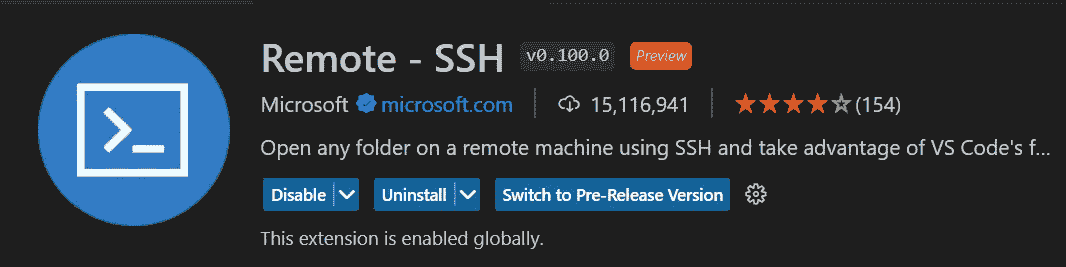 Remote - SSH v0.100.0 Preview
Microsoft microsoft.com 15,116,941 (154)
Open any folder on a remote machine using SSH and take advantage of VS Code's f...
Disable Uninstall Switch to Pre-Release Version
This extension is enabled globally.